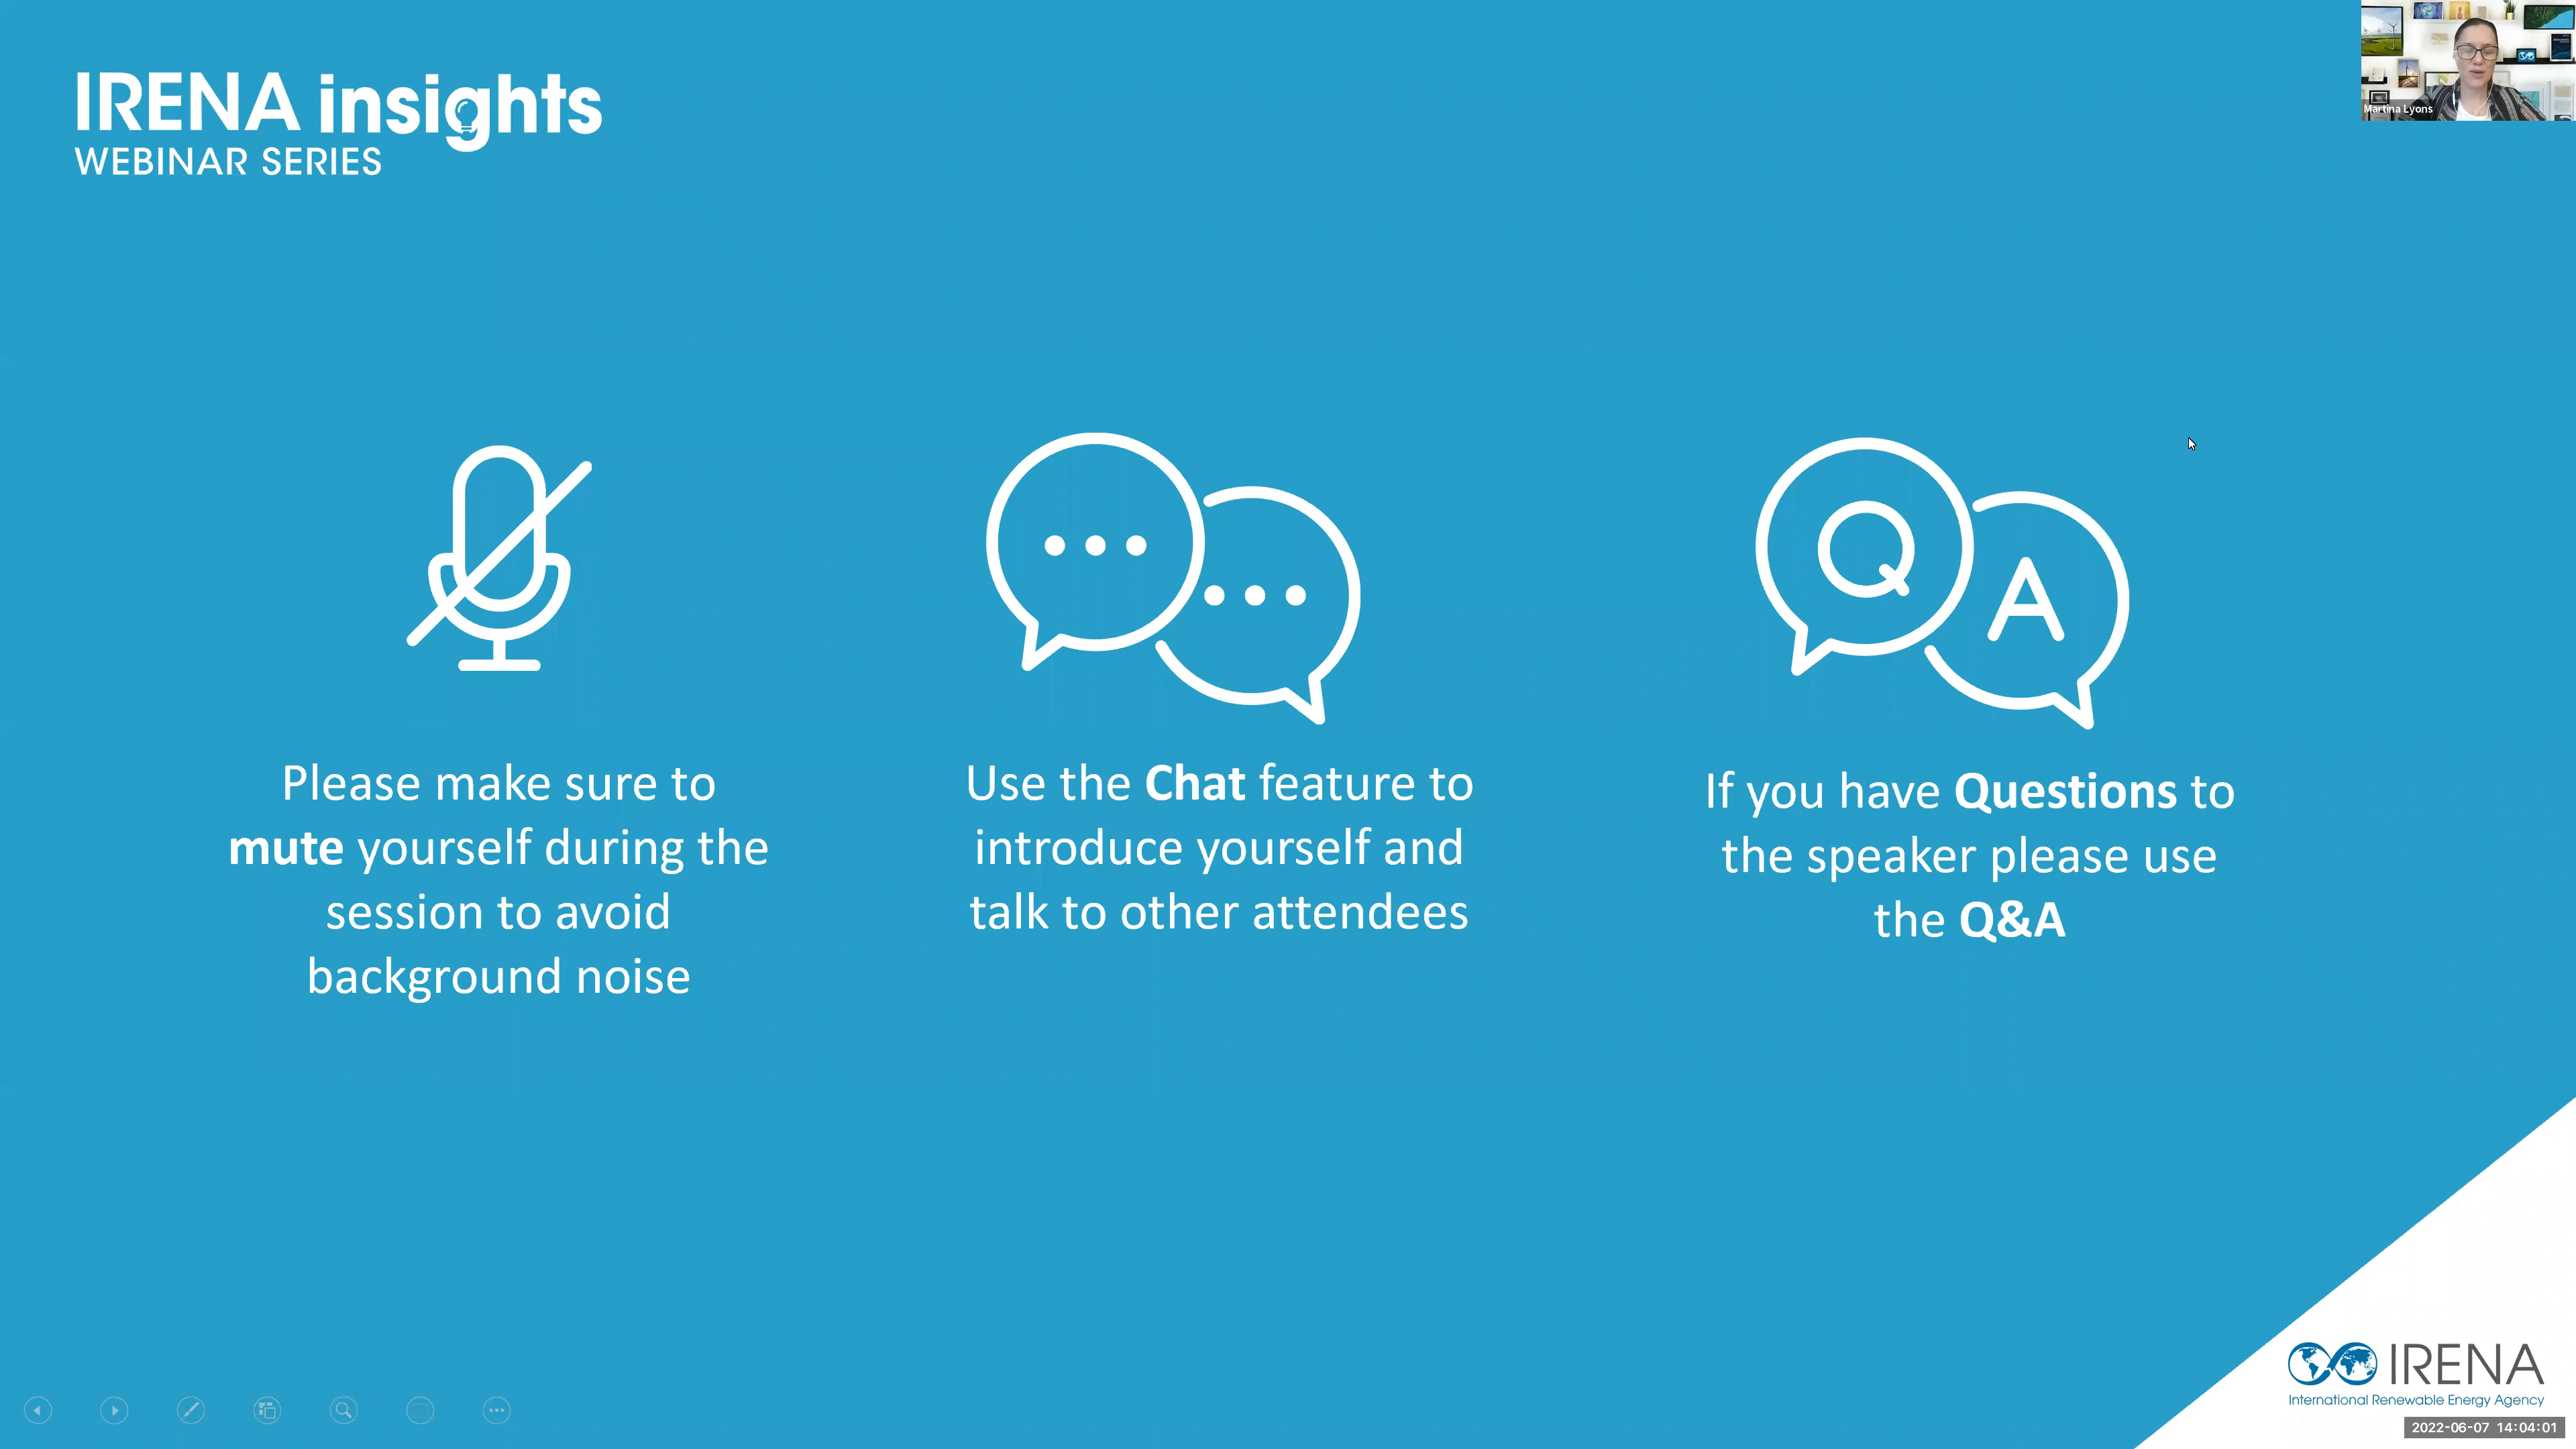 IRENA insights
WEBINAR SERIES
Martina Lyons
Q
A
Please make sure to
mute yourself during the
session to avoid
background noise
Use the Chat feature to
introduce yourself and
talk to other attendees
If you have Questions to
the speaker please use
the Q&A
IRENA
International Renewable Energy Agency
2022-06-07 14:04:01